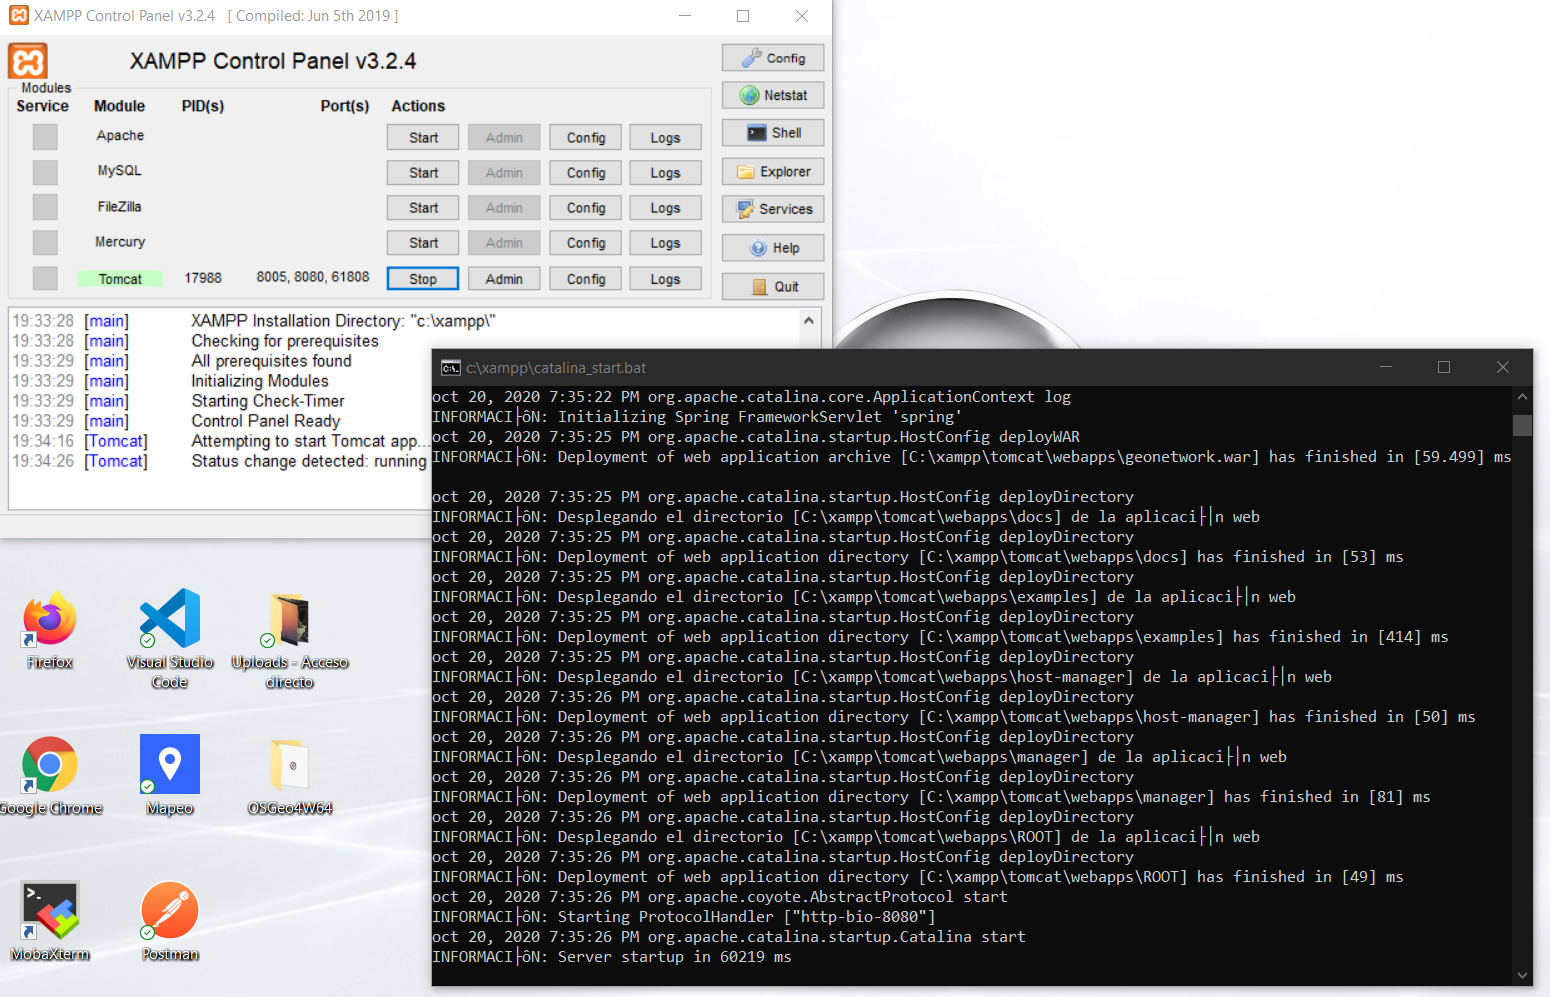 XAMPP Control Panel v3.2.4 [ Compiled: Jun 5th 2019 ]
XAMPP Control Panel v3.2.4
Config
Modules
Service Module PID(s) Port(s) Actions
Netstat
Apache Start Admin Config Logs
Shell
MySQL Start Admin Config Logs
Explorer
FileZilla Start Admin Config Logs
Services
Mercury Start Admin Config Logs
Help
Tomcat 17988 8005, 8080, 61808 Stop Admin Config Logs
Quit
19:33:28 [main] XAMPP Installation Directory: "c:\xampp\"
19:33:28 [main] Checking for prerequisites
19:33:29 [main] All prerequisites found
19:33:29 [main] Initializing Modules
19:33:29 [main] Starting Check-Timer
19:33:29 [main] Control Panel Ready
19:34:16 [Tomcat] Attempting to start Tomcat app...
19:34:26 [Tomcat] Status change detected: running
c:\xampp\catalina_start.bat
oct 20, 2020 7:35:22 PM org.apache.catalina.core.ApplicationContext log
INFORMACI├ôN: Initializing Spring FrameworkServlet 'spring'
oct 20, 2020 7:35:25 PM org.apache.catalina.startup.HostConfig deployWAR
INFORMACI├ôN: Deployment of web application archive [C:\xampp\tomcat\webapps\geonetwork.war] has finished in [59.499] ms
oct 20, 2020 7:35:25 PM org.apache.catalina.startup.HostConfig deployDirectory
INFORMACI├ôN: Desplegando el directorio [C:\xampp\tomcat\webapps\docs] de la aplicaci├│n web
oct 20, 2020 7:35:25 PM org.apache.catalina.startup.HostConfig deployDirectory
INFORMACI├ôN: Deployment of web application directory [C:\xampp\tomcat\webapps\docs] has finished in [53] ms
oct 20, 2020 7:35:25 PM org.apache.catalina.startup.HostConfig deployDirectory
INFORMACI├ôN: Desplegando el directorio [C:\xampp\tomcat\webapps\examples] de la aplicaci├│n web
oct 20, 2020 7:35:25 PM org.apache.catalina.startup.HostConfig deployDirectory
INFORMACI├ôN: Deployment of web application directory [C:\xampp\tomcat\webapps\examples] has finished in [414] ms
oct 20, 2020 7:35:25 PM org.apache.catalina.startup.HostConfig deployDirectory
INFORMACI├ôN: Desplegando el directorio [C:\xampp\tomcat\webapps\host-manager] de la aplicaci├│n web
oct 20, 2020 7:35:26 PM org.apache.catalina.startup.HostConfig deployDirectory
INFORMACI├ôN: Deployment of web application directory [C:\xampp\tomcat\webapps\host-manager] has finished in [50] ms
oct 20, 2020 7:35:26 PM org.apache.catalina.startup.HostConfig deployDirectory
INFORMACI├ôN: Desplegando el directorio [C:\xampp\tomcat\webapps\manager] de la aplicaci├│n web
oct 20, 2020 7:35:26 PM org.apache.catalina.startup.HostConfig deployDirectory
INFORMACI├ôN: Deployment of web application directory [C:\xampp\tomcat\webapps\manager] has finished in [81] ms
oct 20, 2020 7:35:26 PM org.apache.catalina.startup.HostConfig deployDirectory
INFORMACI├ôN: Desplegando el directorio [C:\xampp\tomcat\webapps\ROOT] de la aplicaci├│n web
oct 20, 2020 7:35:26 PM org.apache.catalina.startup.HostConfig deployDirectory
INFORMACI├ôN: Deployment of web application directory [C:\xampp\tomcat\webapps\ROOT] has finished in [49] ms
oct 20, 2020 7:35:26 PM org.apache.coyote.AbstractProtocol start
INFORMACI├ôN: Starting ProtocolHandler ["http-bio-8080"]
oct 20, 2020 7:35:26 PM org.apache.catalina.startup.Catalina start
INFORMACI├ôN: Server startup in 60219 ms
Firefox
Visual Studio
Code
Uploads - Acceso
directo
Google Chrome
Mapeo
OSGeo4W64
MobaXterm
Postman